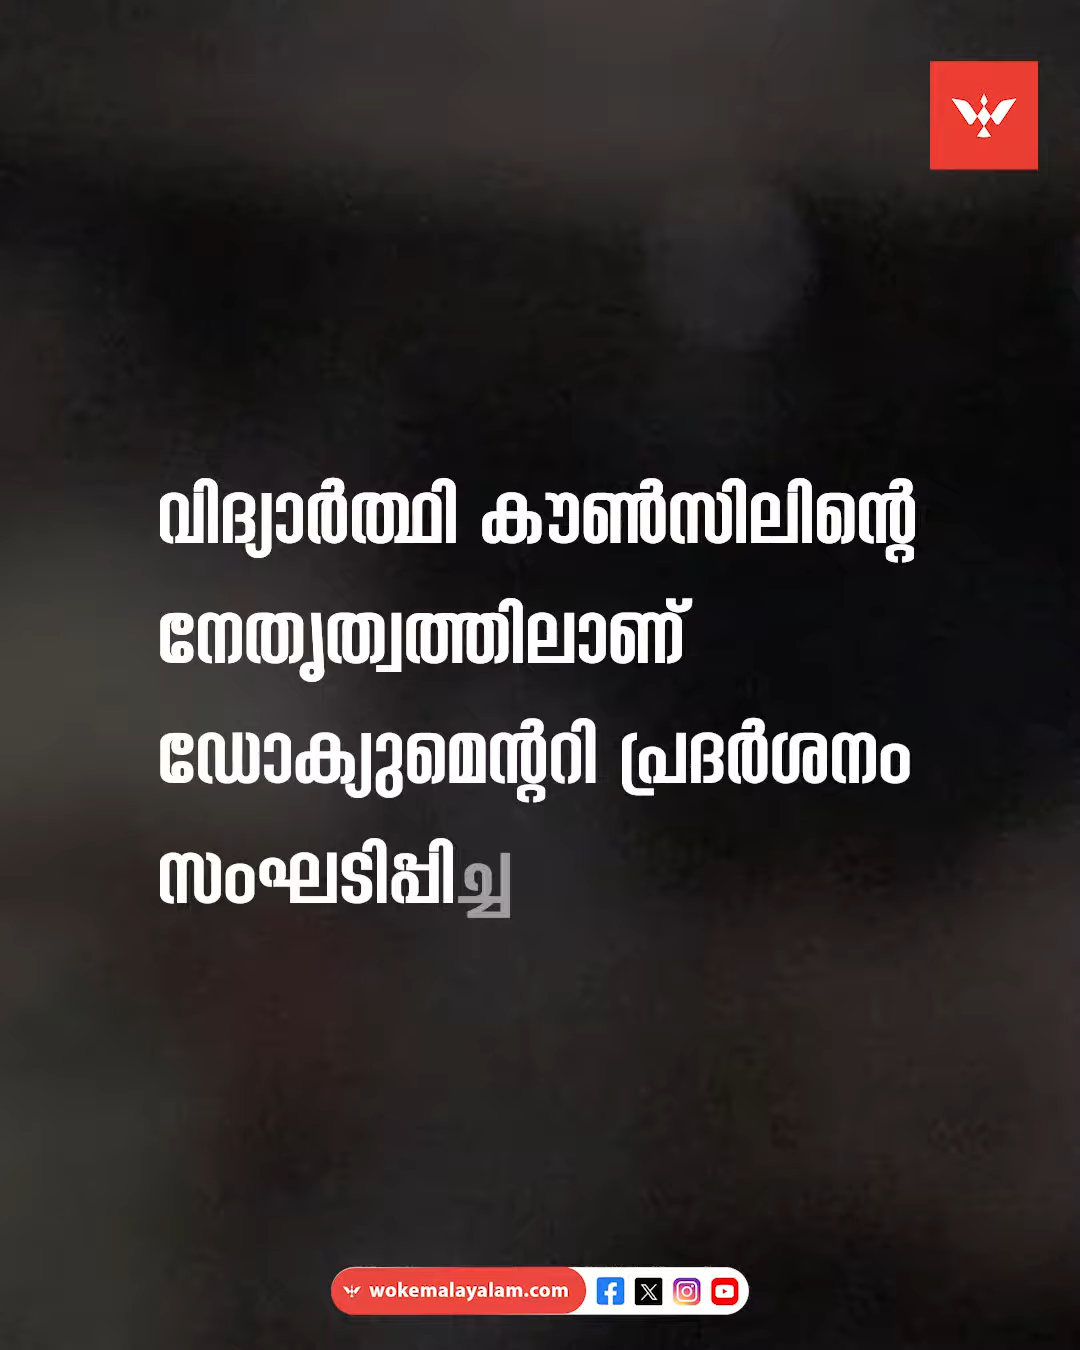 വിദ്യാർത്ഥി കൗൺസിലിന്റെ
നേതൃത്വത്തിലാണ്
ഡോക്യുമെന്ററി പ്രദർശനം
സംഘടിപ്പിച്ച
wokemalayalam.com